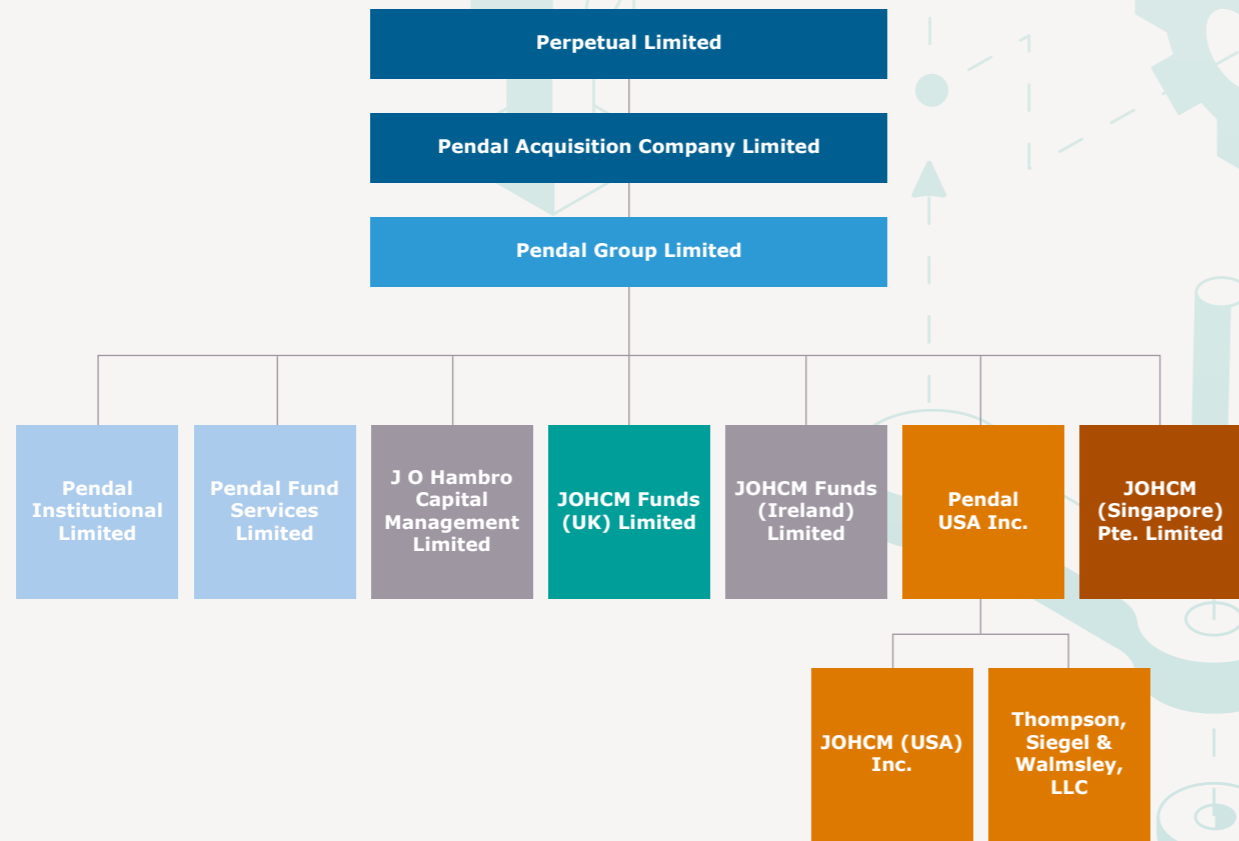 Perpetual Limited
Pendal Acquisition Company Limited
Pendal Group Limited
Pendal
Institutional
Limited
Pendal Fund
Services
Limited
J O Hambro
Capital
Management
Limited
JOHCM Funds
(UK) Limited
JOHCM Funds
(Ireland)
Limited
Pendal
USA Inc.
JOHCM
(Singapore)
Pte. Limited
JOHCM (USA)
Inc.
Thompson,
Siegel &
Walmsley,
LLC